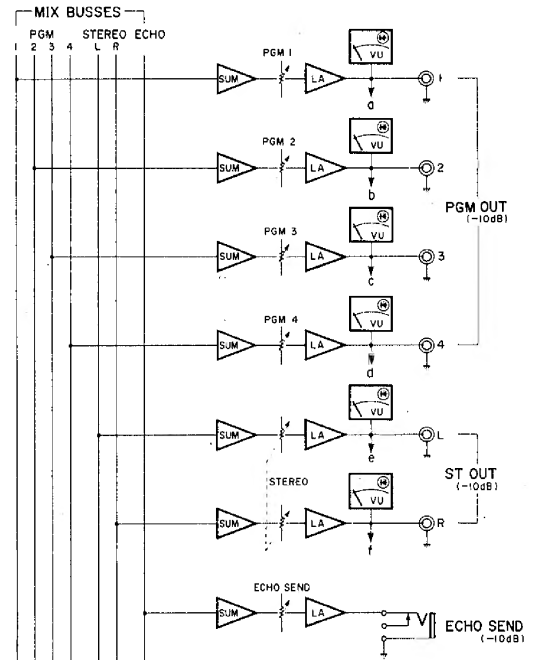 MIX BUSSES
PGM STEREO ECHO
1 2 3 4 L R
PGM 1
VU
SUM LA 1
a
PGM 2
VU
SUM LA 2
b
PGM OUT
(-10dB)
PGM 3
VU
SUM LA 3
c
PGM 4
VU
SUM LA 4
d
VU
SUM LA L
e
ST OUT
(-10dB)
STEREO
VU
SUM LA R
f
ECHO SEND
SUM LA
ECHO SEND
(-10dB)